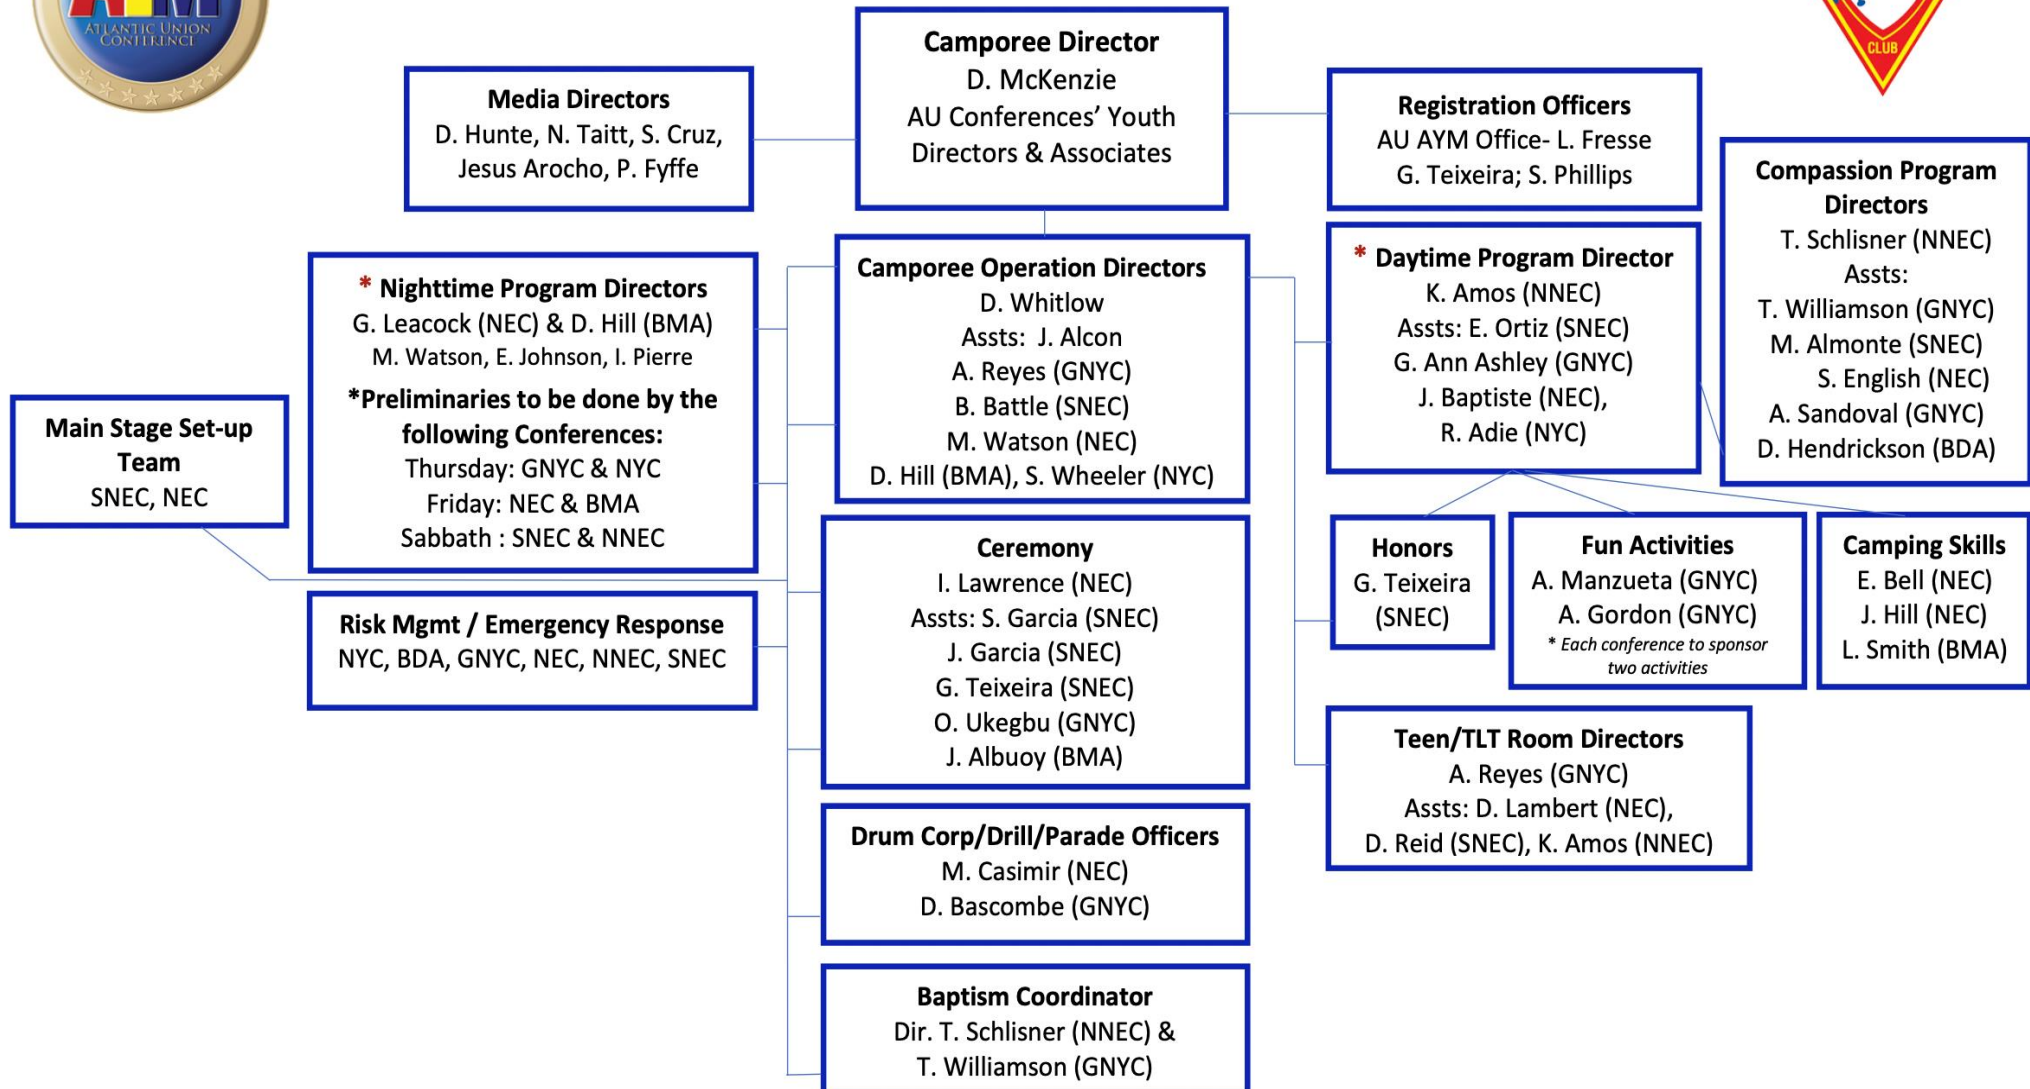 ATLANTIC UNION
CONFERENCE
CLUB
Camporee Director
D. McKenzie
AU Conferences’ Youth
Directors & Associates
Media Directors
D. Hunte, N. Taitt, S. Cruz,
Jesus Arocho, P. Fyffe
Registration Officers
AU AYM Office- L. Fresse
G. Teixeira; S. Phillips
Compassion Program
Directors
T. Schlisner (NNEC)
Assts:
T. Williamson (GNYC)
M. Almonte (SNEC)
S. English (NEC)
A. Sandoval (GNYC)
D. Hendrickson (BDA)
* Nighttime Program Directors
G. Leacock (NEC) & D. Hill (BMA)
M. Watson, E. Johnson, I. Pierre
*Preliminaries to be done by the
following Conferences:
Thursday: GNYC & NYC
Friday: NEC & BMA
Sabbath : SNEC & NNEC
Camporee Operation Directors
D. Whitlow
Assts: J. Alcon
A. Reyes (GNYC)
B. Battle (SNEC)
M. Watson (NEC)
D. Hill (BMA), S. Wheeler (NYC)
* Daytime Program Director
K. Amos (NNEC)
Assts: E. Ortiz (SNEC)
G. Ann Ashley (GNYC)
J. Baptiste (NEC),
R. Adie (NYC)
Main Stage Set-up
Team
SNEC, NEC
Risk Mgmt / Emergency Response
NYC, BDA, GNYC, NEC, NNEC, SNEC
Ceremony
I. Lawrence (NEC)
Assts: S. Garcia (SNEC)
J. Garcia (SNEC)
G. Teixeira (SNEC)
O. Ukegbu (GNYC)
J. Albuoy (BMA)
Honors
G. Teixeira
(SNEC)
Fun Activities
A. Manzueta (GNYC)
A. Gordon (GNYC)
* Each conference to sponsor
two activities
Camping Skills
E. Bell (NEC)
J. Hill (NEC)
L. Smith (BMA)
Teen/TLT Room Directors
A. Reyes (GNYC)
Assts: D. Lambert (NEC),
D. Reid (SNEC), K. Amos (NNEC)
Drum Corp/Drill/Parade Officers
M. Casimir (NEC)
D. Bascombe (GNYC)
Baptism Coordinator
Dir. T. Schlisner (NNEC) &
T. Williamson (GNYC)